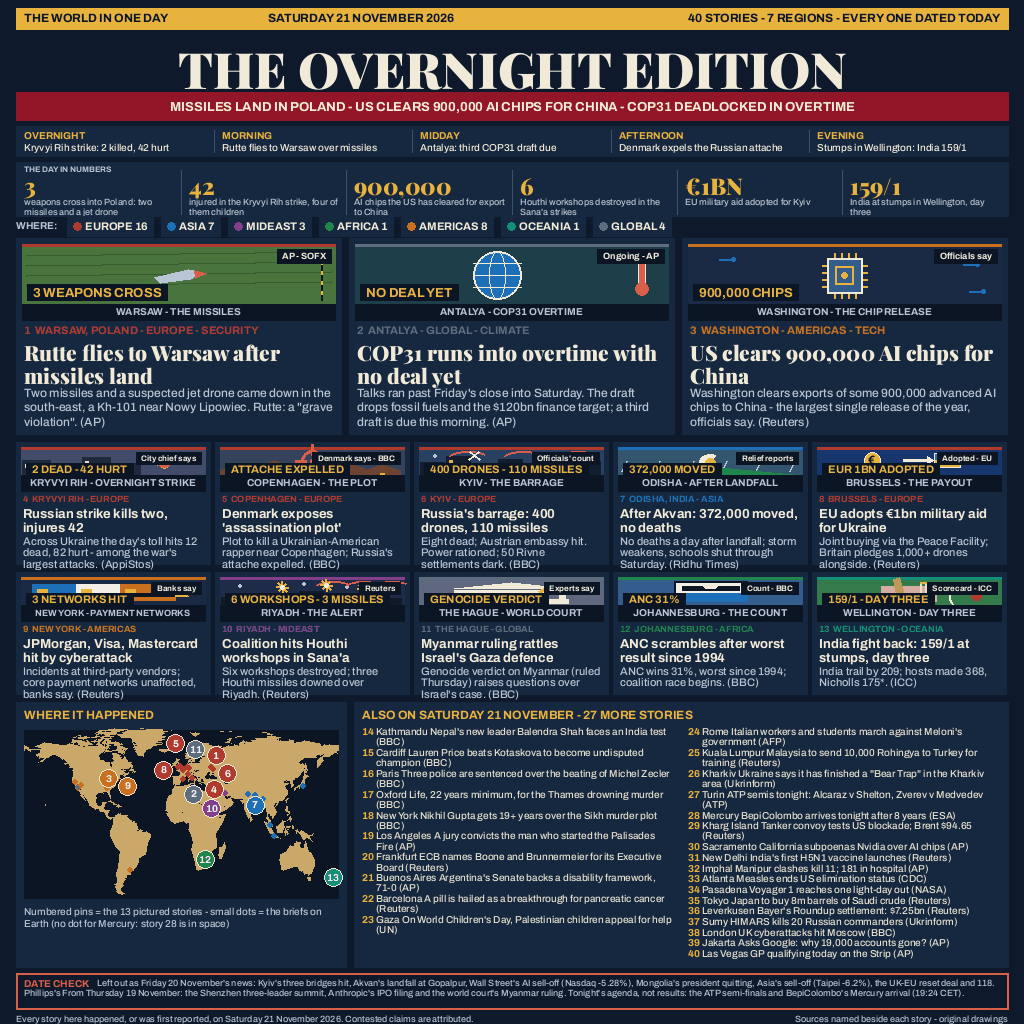 THE WORLD IN ONE DAY
SATURDAY 21 NOVEMBER 2026
40 STORIES - 7 REGIONS - EVERY ONE DATED TODAY
THE OVERNIGHT EDITION
MISSILES LAND IN POLAND - US CLEARS 900,000 AI CHIPS FOR CHINA - COP31 DEADLOCKED IN OVERTIME
OVERNIGHT
Kryvyi Rih strike: 2 killed, 42 hurt
MORNING
Rutte flies to Warsaw over missiles
MIDDAY
Antalya: third COP31 draft due
AFTERNOON
Denmark expels the Russian attache
EVENING
Stumps in Wellington: India 159/1
THE DAY IN NUMBERS
3
weapons cross into Poland: two
missiles and a jet drone
42
injured in the Kryvyi Rih strike, four of
them children
900,000
AI chips the US has cleared for export
to China
6
Houthi workshops destroyed in the
Sana'a strikes
€1BN
EU military aid adopted for Kyiv
159/1
India at stumps in Wellington, day
three
WHERE:
EUROPE 16
ASIA 7
MIDEAST 3
AFRICA 1
AMERICAS 8
OCEANIA 1
GLOBAL 4
AP - SOFX
3 WEAPONS CROSS
WARSAW - THE MISSILES
1 WARSAW, POLAND - EUROPE - SECURITY
Rutte flies to Warsaw after
missiles land
Two missiles and a suspected jet drone came down in the
south-east, a Kh-101 near Nowy Lipowiec. Rutte: a "grave
violation". (AP)
Ongoing - AP
NO DEAL YET
ANTALYA - COP31 OVERTIME
2 ANTALYA - GLOBAL - CLIMATE
COP31 runs into overtime with
no deal yet
Talks ran past Friday's close into Saturday. The draft
drops fossil fuels and the $120bn finance target; a third
draft is due this morning. (AP)
Officials say
900,000 CHIPS
WASHINGTON - THE CHIP RELEASE
3 WASHINGTON - AMERICAS - TECH
US clears 900,000 AI chips for
China
Washington clears exports of some 900,000 advanced AI
chips to China - the largest single release of the year,
officials say. (Reuters)
City chief says
2 DEAD - 42 HURT
KRYVYI RIH - OVERNIGHT STRIKE
4 KRYVYI RIH - EUROPE
Russian strike kills two,
injures 42
Across Ukraine the day's toll hits 12
dead, 82 hurt - among the war's
largest attacks. (AppiStos)
Denmark says - BBC
ATTACHE EXPELLED
COPENHAGEN - THE PLOT
5 COPENHAGEN - EUROPE
Denmark exposes
'assassination plot'
Plot to kill a Ukrainian-American
rapper near Copenhagen; Russia's
attache expelled. (BBC)
Officials' count
400 DRONES - 110 MISSILES
KYIV - THE BARRAGE
6 KYIV - EUROPE
Russia's barrage: 400
drones, 110 missiles
Eight dead; Austrian embassy hit.
Power rationed; 50 Rivne
settlements dark. (BBC)
Relief reports
372,000 MOVED
ODISHA - AFTER LANDFALL
7 ODISHA, INDIA - ASIA
After Akvan: 372,000 moved,
no deaths
No deaths a day after landfall; storm
weakens, schools shut through
Saturday. (Ridhu Times)
Adopted - EU
EUR 1BN ADOPTED
BRUSSELS - THE PAYOUT
8 BRUSSELS - EUROPE
EU adopts €1bn military aid
for Ukraine
Joint buying via the Peace Facility;
Britain pledges 1,000+ drones
alongside. (Reuters)
Banks say
3 NETWORKS HIT
NEW YORK - PAYMENT NETWORKS
9 NEW YORK - AMERICAS
JPMorgan, Visa, Mastercard
hit by cyberattack
Incidents at third-party vendors;
core payment networks unaffected,
banks say. (Reuters)
Reuters
6 WORKSHOPS - 3 MISSILES
RIYADH - THE ALERT
10 RIYADH - MIDEAST
Coalition hits Houthi
workshops in Sana'a
Six workshops destroyed; three
Houthi missiles downed over
Riyadh. (Reuters)
Experts say
GENOCIDE VERDICT
THE HAGUE - WORLD COURT
11 THE HAGUE - GLOBAL
Myanmar ruling rattles
Israel's Gaza defence
Genocide verdict on Myanmar (ruled
Thursday) raises questions over
Israel's case. (BBC)
Count - BBC
ANC 31%
JOHANNESBURG - THE COUNT
12 JOHANNESBURG - AFRICA
ANC scrambles after worst
result since 1994
ANC wins 31%, worst since 1994;
coalition race begins. (BBC)
Scorecard - ICC
159/1 - DAY THREE
WELLINGTON - DAY THREE
13 WELLINGTON - OCEANIA
India fight back: 159/1 at
stumps, day three
India trail by 209; hosts made 368,
Nicholls 175*. (ICC)
WHERE IT HAPPENED
5
11
1
8
6
3
9
2
4
10
7
12
13
Numbered pins = the 13 pictured stories - small dots = the briefs on
Earth (no dot for Mercury: story 28 is in space)
ALSO ON SATURDAY 21 NOVEMBER - 27 MORE STORIES
14 Kathmandu Nepal's new leader Balendra Shah faces an India test
(BBC)
15 Cardiff Lauren Price beats Kotaskova to become undisputed
champion (BBC)
16 Paris Three police are sentenced over the beating of Michel Zecler
(BBC)
17 Oxford Life, 22 years minimum, for the Thames drowning murder
(BBC)
18 New York Nikhil Gupta gets 19+ years over the Sikh murder plot
(BBC)
19 Los Angeles A jury convicts the man who started the Palisades
Fire (AP)
20 Frankfurt ECB names Boone and Brunnermeier for its Executive
Board (Reuters)
21 Buenos Aires Argentina's Senate backs a disability framework,
71-0 (AP)
22 Barcelona A pill is hailed as a breakthrough for pancreatic cancer
(Reuters)
23 Gaza On World Children's Day, Palestinian children appeal for help
(UN)
24 Rome Italian workers and students march against Meloni's
government (AFP)
25 Kuala Lumpur Malaysia to send 10,000 Rohingya to Turkey for
training (Reuters)
26 Kharkiv Ukraine says it has finished a "Bear Trap" in the Kharkiv
area (Ukrinform)
27 Turin ATP semis tonight: Alcaraz v Shelton, Zverev v Medvedev
(ATP)
28 Mercury BepiColombo arrives tonight after 8 years (ESA)
29 Kharg Island Tanker convoy tests US blockade; Brent $94.65
(Reuters)
30 Sacramento California subpoenas Nvidia over AI chips (AP)
31 New Delhi India's first H5N1 vaccine launches (Reuters)
32 Imphal Manipur clashes kill 11; 181 in hospital (AP)
33 Atlanta Measles ends US elimination status (CDC)
34 Pasadena Voyager 1 reaches one light-day out (NASA)
35 Tokyo Japan to buy 8m barrels of Saudi crude (Reuters)
36 Leverkusen Bayer's Roundup settlement: $7.25bn (Reuters)
37 Sumy HIMARS kills 20 Russian commanders (Ukrinform)
38 London UK cyberattacks hit Moscow (BBC)
39 Jakarta Asks Google: why 19,000 accounts gone? (AP)
40 Las Vegas GP qualifying today on the Strip (AP)
DATE CHECK Left out as Friday 20 November's news: Kyiv's three bridges hit, Akvan's landfall at Gopalpur, Wall Street's AI sell-off (Nasdaq -5.28%), Mongolia's president quitting, Asia's sell-off (Taipei -6.2%), the UK-EU reset deal and 118.
Phillips's From Thursday 19 November: the Shenzhen three-leader summit, Anthropic's IPO filing and the world court's Myanmar ruling. Tonight's agenda, not results: the ATP semi-finals and BepiColombo's Mercury arrival (19:24 CET).
Every story here happened, or was first reported, on Saturday 21 November 2026. Contested claims are attributed.
Sources named beside each story - original drawings